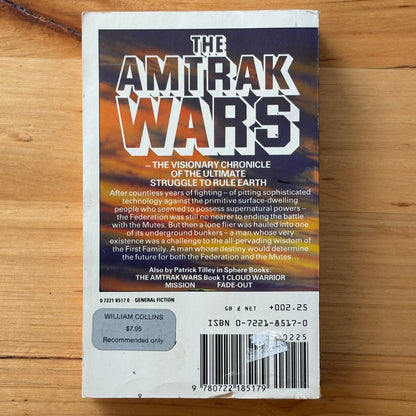 THE
AMTRAK
WARS
– THE VISIONARY CHRONICLE
OF THE ULTIMATE
STRUGGLE TO RULE EARTH
After countless years of fighting – of pitting sophisticated
technology against the primitive surface-dwelling
people who seemed to possess supernatural powers –
the Federation was still no nearer to ending the battle
with the Mutes. But then a lone flier was hauled into one
of its underground bunkers – a man whose very
existence was a challenge to the all-pervading wisdom of
the First Family. A man whose destiny would determine
the future for both the Federation and the Mutes…
Also by Patrick Tilley in Sphere Books:
THE AMTRAK WARS Book 1 CLOUD WARRIOR
MISSION FADE-OUT
0 7221 8517 0 GENERAL FICTION
GB £ NET +002.25
WILLIAM COLLINS
$7.95
Recommended only
ISBN 0-7221-8517-0
0225
9 780722 185179